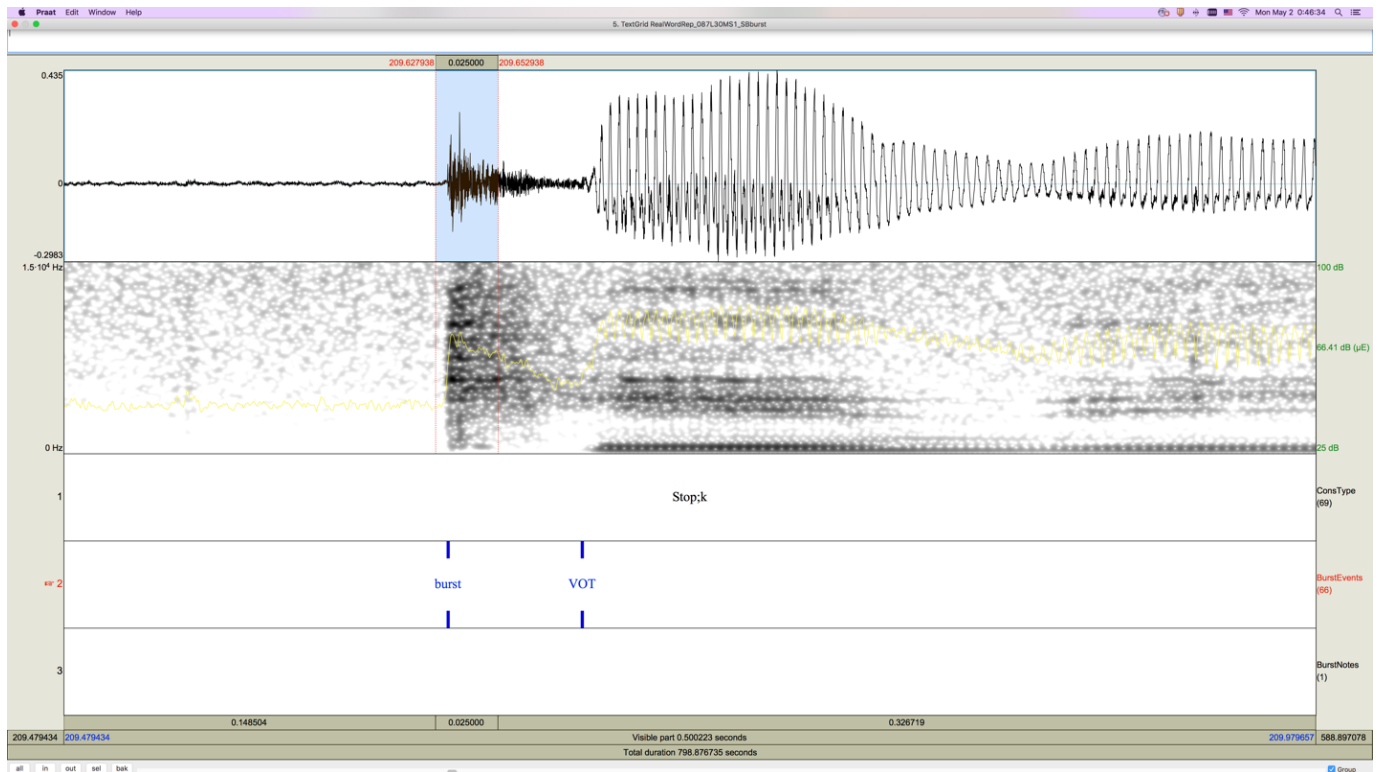 Praat Edit Window Help
Mon May 2 0:46:34
5. TextGrid RealWordRep_087L30MS1_SBburst
209.627938 0.025000 209.652938
0.435
0
-0.2983
1.5·10⁴ Hz
100 dB
66.41 dB (µE)
0 Hz
25 dB
1
Stop;k
ConsType
(69)
2
burst
VOT
BurstEvents
(66)
3
BurstNotes
(1)
0.148504 0.025000 0.326719
209.479434 209.479434 Visible part 0.500223 seconds 209.979657 588.897078
Total duration 798.876735 seconds
all in out sel bak
Group